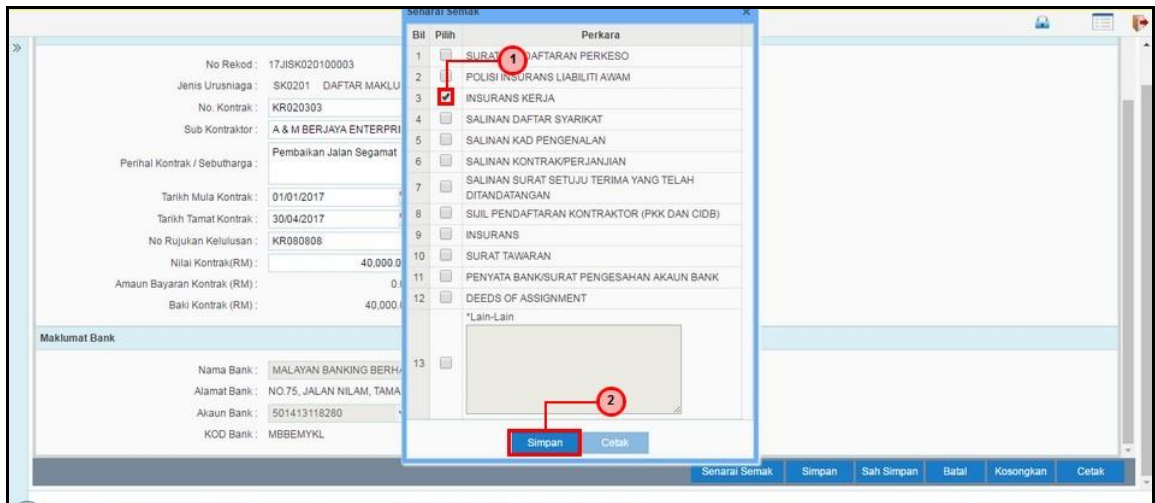 Senarai Semak
Bil Pilih Perkara
1 SURAT DAFTARAN PERKESO
2 POLISI INSURANS LIABILITI AWAM
3 INSURANS KERJA
4 SALINAN DAFTAR SYARIKAT
5 SALINAN KAD PENGENALAN
6 SALINAN KONTRAK/PERJANJIAN
7 SALINAN SURAT SETUJU TERIMA YANG TELAH
DITANDATANGAN
8 SIJIL PENDAFTARAN KONTRAKTOR (PKK DAN CIDB)
9 INSURANS
10 SURAT TAWARAN
11 PENYATA BANK/SURAT PENGESAHAN AKAUN BANK
12 DEEDS OF ASSIGNMENT
13 *Lain-Lain
Simpan Cetak
1
2
No Rekod : 17JISK020100003
Jenis Urusniaga : SK0201 DAFTAR MAKLU
No. Kontrak : KR020303
Sub Kontraktor : A & M BERJAYA ENTERPRI
Perihal Kontrak / Sebutharga : Pembaikan Jalan Segamat
Tarikh Mula Kontrak : 01/01/2017
Tarikh Tamat Kontrak : 30/04/2017
No Rujukan Kelulusan : KR080808
Nilai Kontrak(RM) : 40,000.0
Amaun Bayaran Kontrak (RM) : 0.
Baki Kontrak (RM) : 40,000.
Maklumat Bank
Nama Bank : MALAYAN BANKING BERHA
Alamat Bank : NO.75, JALAN NILAM, TAMA
Akaun Bank : 501413118280
KOD Bank : MBBEMYKL
Senarai Semak Simpan Sah Simpan Batal Kosongkan Cetak